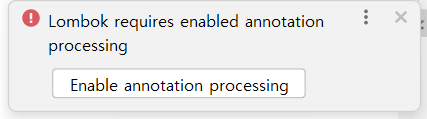 Lombok requires enabled annotation
processing
Enable annotation processing